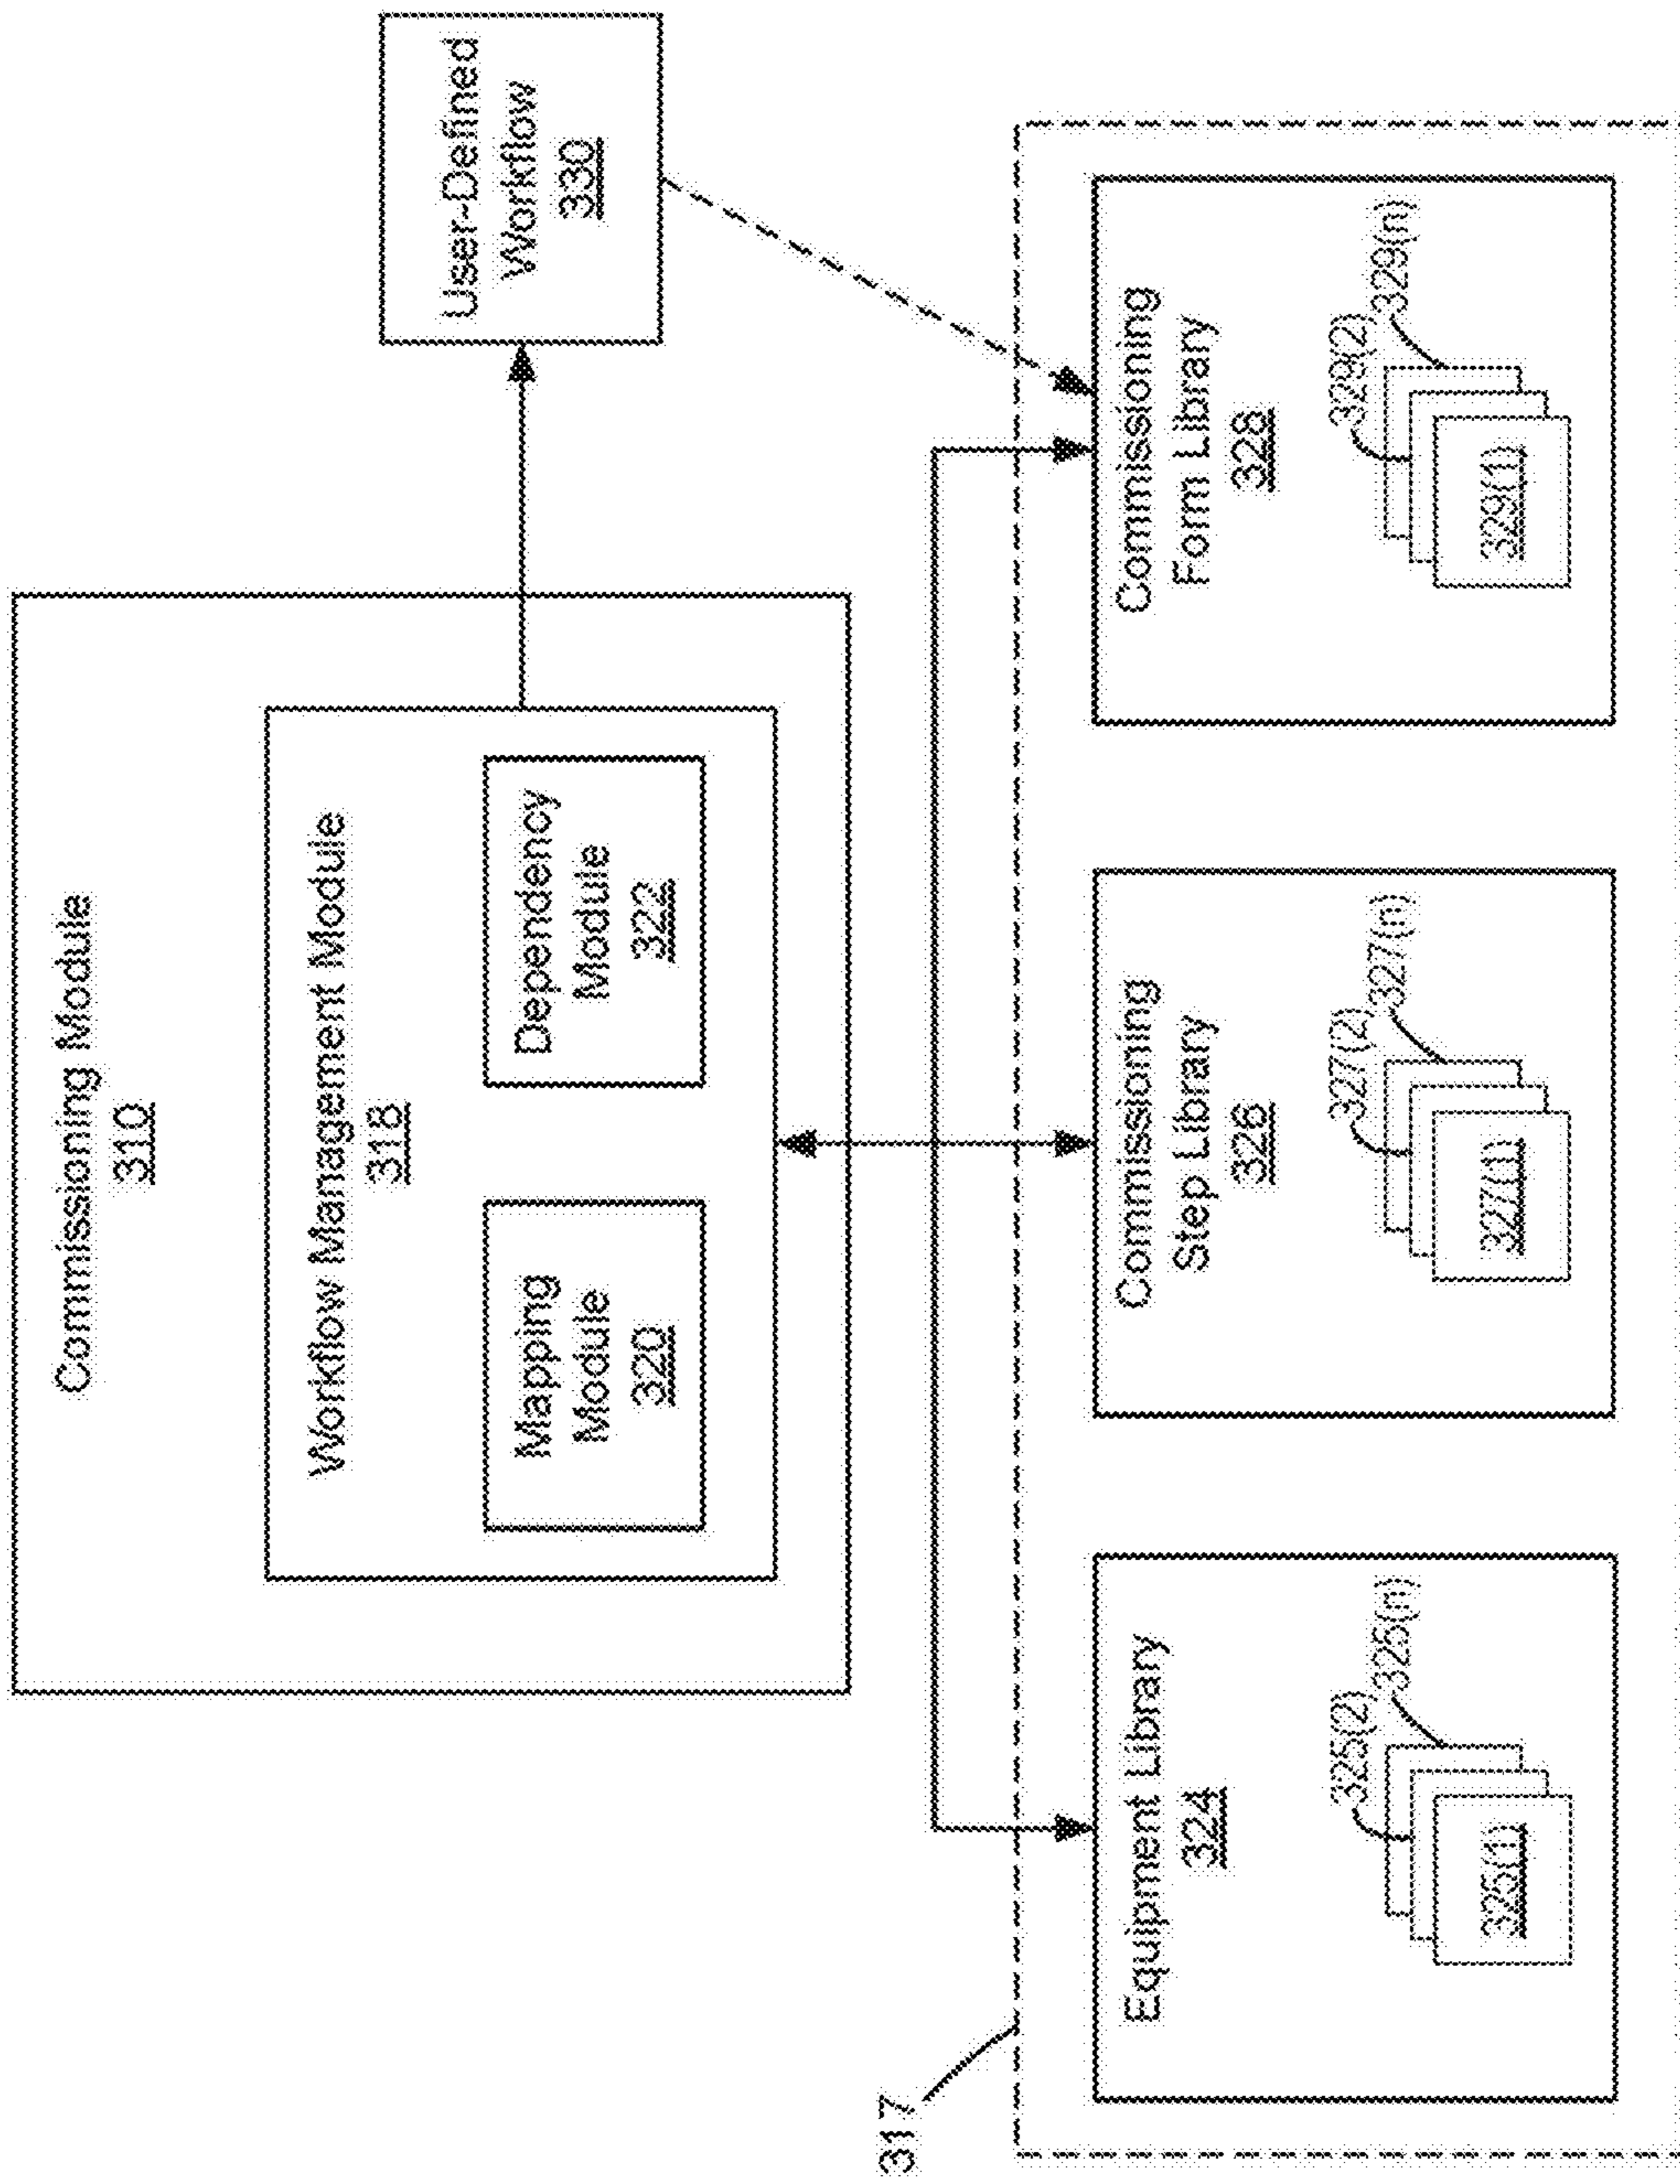 Commissioning Module
310
Workflow Management Module
318
Mapping
Module
320
Dependency
Module
322
User-Defined
Workflow
330
317
Equipment Library
324
325(1)
325(2)
325(n)
Commissioning
Step Library
326
327(1)
327(2)
327(n)
Commissioning
Form Library
328
329(1)
329(2)
329(n)